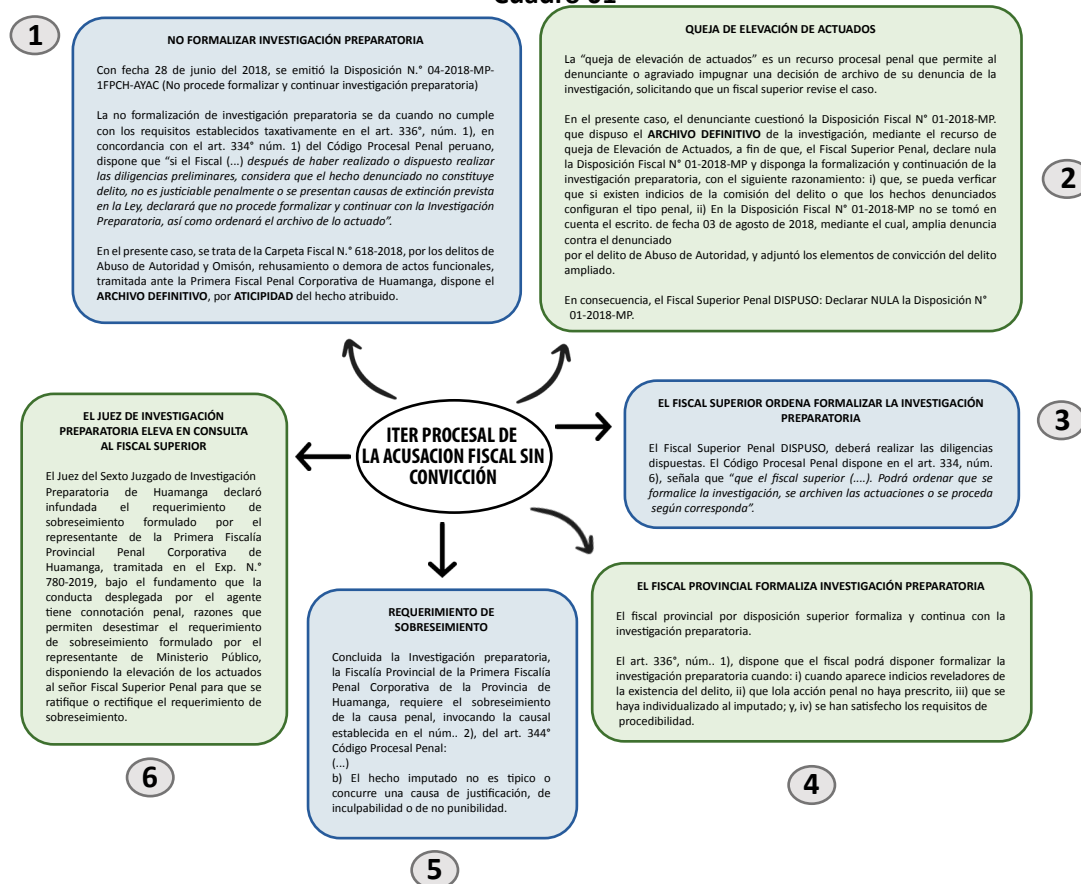 Cuadro 01
1
NO FORMALIZAR INVESTIGACIÓN PREPARATORIA
Con fecha 28 de junio del 2018, se emitió la Disposición N.° 04-2018-MP-
1FPCH-AYAC (No procede formalizar y continuar investigación preparatoria)
La no formalización de investigación preparatoria se da cuando no cumple
con los requisitos establecidos taxativamente en el art. 336°, núm. 1), en
concordancia con el art. 334° núm. 1) del Código Procesal Penal peruano,
dispone que “si el Fiscal (...) después de haber realizado o dispuesto realizar
las diligencias preliminares, considera que el hecho denunciado no constituye
delito, no es justiciable penalmente o se presentan causas de extinción prevista
en la Ley, declarará que no procede formalizar y continuar con la Investigación
Preparatoria, así como ordenará el archivo de lo actuado”.
En el presente caso, se trata de la Carpeta Fiscal N.° 618-2018, por los delitos de
Abuso de Autoridad y Omisón, rehusamiento o demora de actos funcionales,
tramitada ante la Primera Fiscal Penal Corporativa de Huamanga, dispone el
ARCHIVO DEFINITIVO, por ATICIPIDAD del hecho atribuido.
QUEJA DE ELEVACIÓN DE ACTUADOS
La “queja de elevación de actuados” es un recurso procesal penal que permite al
denunciante o agraviado impugnar una decisión de archivo de su denuncia de la
investigación, solicitando que un fiscal superior revise el caso.
En el presente caso, el denunciante cuestionó la Disposición Fiscal N° 01-2018-MP.
que dispuso el ARCHIVO DEFINITIVO de la investigación, mediante el recurso de
queja de Elevación de Actuados, a fin de que, el Fiscal Superior Penal, declare nula
la Disposición Fiscal N° 01-2018-MP y disponga la formalización y continuación de la
investigación preparatoria, con el siguiente razonamiento: i) que, se pueda verficar
que si existen indicios de la comisión del delito o que los hechos denunciados
configuran el tipo penal, ii) En la Disposición Fiscal N° 01-2018-MP no se tomó en
cuenta el escrito. de fecha 03 de agosto de 2018, mediante el cual, amplia denuncia
contra el denunciado
por el delito de Abuso de Autoridad, y adjuntó los elementos de convicción del delito
ampliado.
En consecuencia, el Fiscal Superior Penal DISPUSO: Declarar NULA la Disposición N°
01-2018-MP.
2
ITER PROCESAL DE
LA ACUSACION FISCAL SIN
CONVICCIÓN
EL FISCAL SUPERIOR ORDENA FORMALIZAR LA INVESTIGACIÓN
PREPARATORIA
El Fiscal Superior Penal DISPUSO, deberá realizar las diligencias
dispuestas. El Código Procesal Penal dispone en el art. 334, núm.
6), señala que “que el fiscal superior (....). Podrá ordenar que se
formalice la investigación, se archiven las actuaciones o se proceda
según corresponda”.
3
EL FISCAL PROVINCIAL FORMALIZA INVESTIGACIÓN PREPARATORIA
El fiscal provincial por disposición superior formaliza y continua con la
investigación preparatoria.
El art. 336°, núm.. 1), dispone que el fiscal podrá disponer formalizar la
investigación preparatoria cuando: i) cuando aparece indicios reveladores de
la existencia del delito, ii) que lola acción penal no haya prescrito, iii) que se
haya individualizado al imputado; y, iv) se han satisfecho los requisitos de
procedibilidad.
4
REQUERIMIENTO DE
SOBRESEIMIENTO
Concluida la Investigación preparatoria,
la Fiscalía Provincial de la Primera Fiscalía
Penal Corporativa de la Provincia de
Huamanga, requiere el sobreseimiento
de la causa penal, invocando la causal
establecida en el núm.. 2), del art. 344°
Código Procesal Penal:
(...)
b) El hecho imputado no es tipico o
concurre una causa de justificación, de
inculpabilidad o de no punibilidad.
5
EL JUEZ DE INVESTIGACIÓN
PREPARATORIA ELEVA EN CONSULTA
AL FISCAL SUPERIOR
El Juez del Sexto Juzgado de Investigación
Preparatoria de Huamanga declaró
infundada el requerimiento de
sobreseimiento formulado por el
representante de la Primera Fiscalía
Provincial Penal Corporativa de
Huamanga, tramitada en el Exp. N.°
780-2019, bajo el fundamento que la
conducta desplegada por el agente
tiene connotación penal, razones que
permiten desestimar el requerimiento
de sobreseimiento formulado por el
representante de Ministerio Público,
disponiendo la elevación de los actuados
al señor Fiscal Superior Penal para que se
ratifique o rectifique el requerimiento de
sobreseimiento.
6